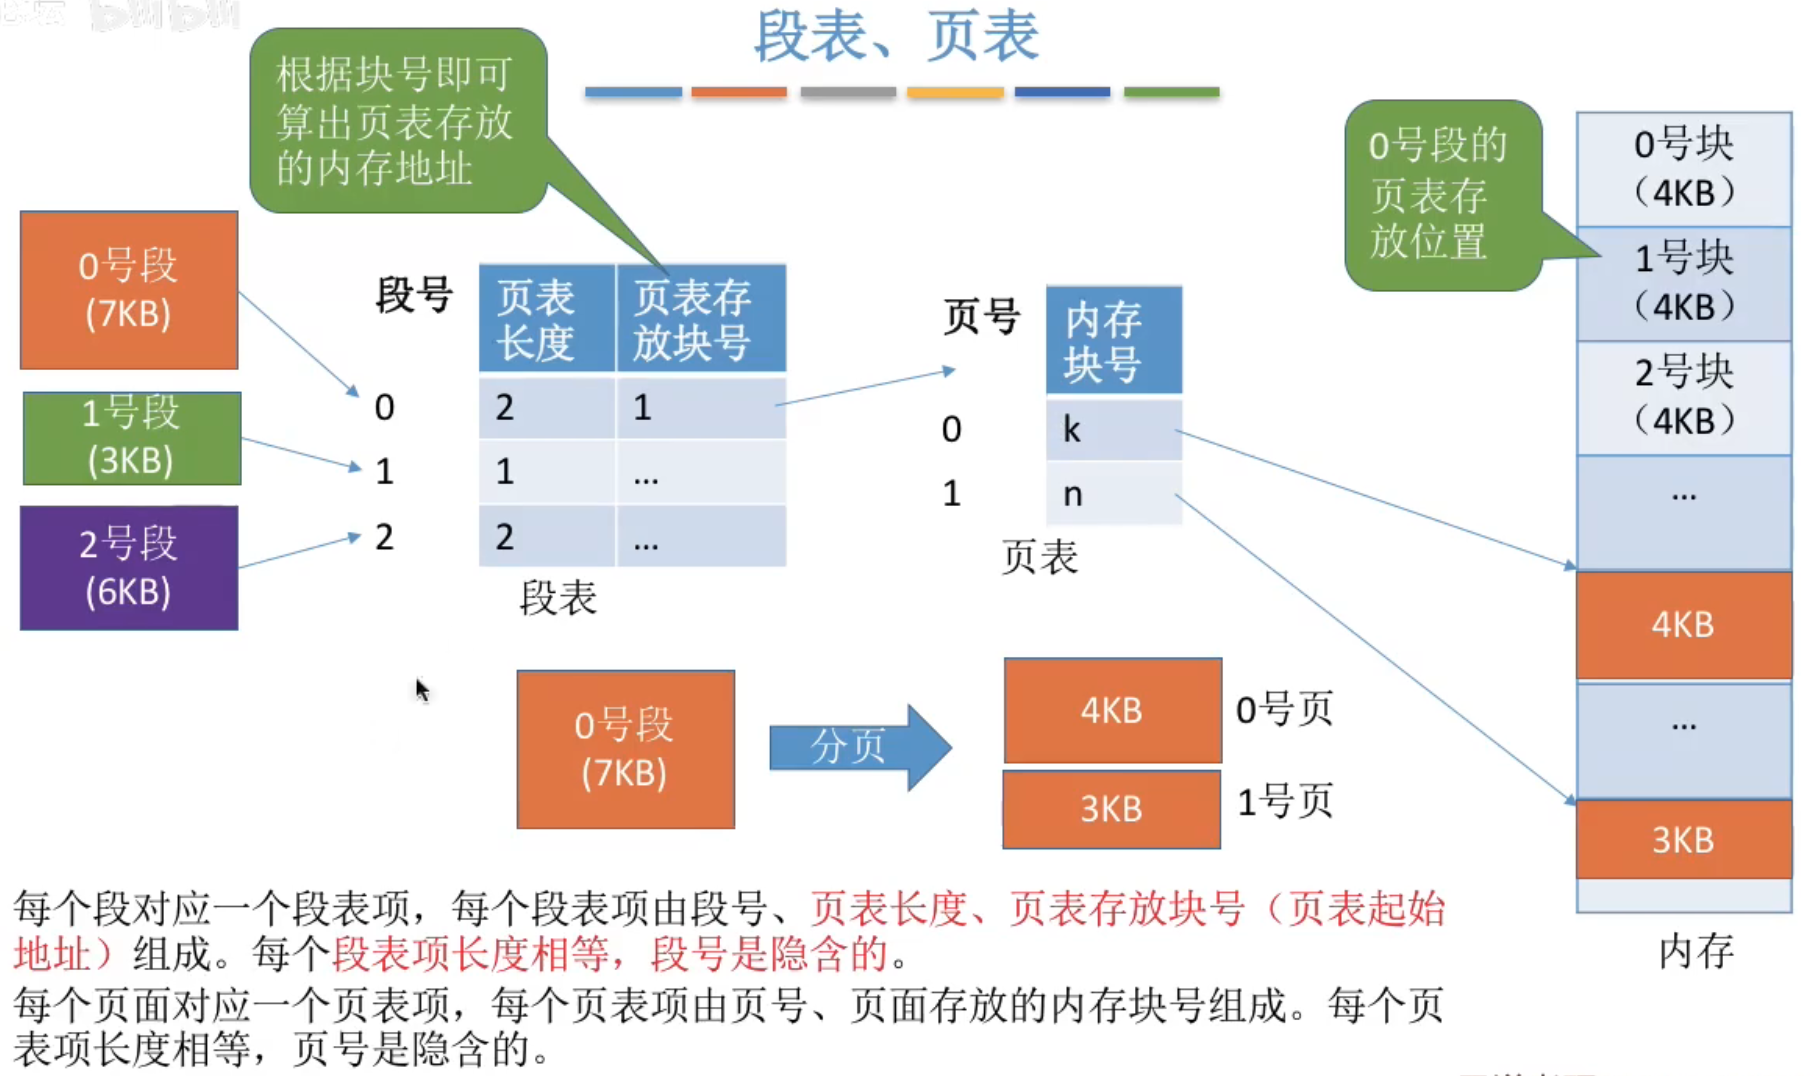 段表、页表
根据块号即可
算出页表存放
的内存地址
0号段的
页表存
放位置
0号块
（4KB）
1号块
（4KB）
2号块
（4KB）
...
4KB
...
3KB
内存
0号段
(7KB)
1号段
(3KB)
2号段
(6KB)
段号
页表
长度
页表存
放块号
0
2
1
1
1
...
2
2
...
段表
页号
内存
块号
0
k
1
n
页表
0号段
(7KB)
分页
4KB
0号页
3KB
1号页
每个段对应一个段表项，每个段表项由段号、页表长度、页表存放块号（页表起始
地址）组成。每个段表项长度相等，段号是隐含的。
每个页面对应一个页表项，每个页表项由页号、页面存放的内存块号组成。每个页
表项长度相等，页号是隐含的。